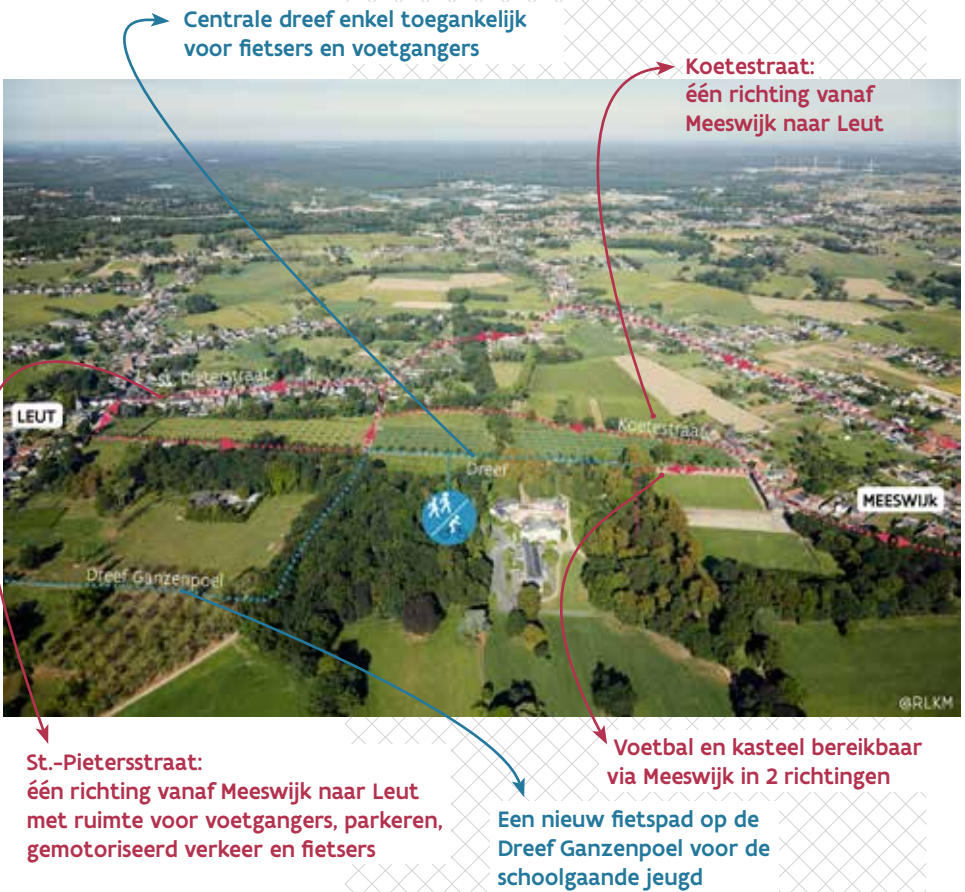 Centrale dreef enkel toegankelijk
voor fietsers en voetgangers
Koetestraat:
één richting vanaf
Meeswijk naar Leut
St. Pieterstraat
LEUT
Koetestraat
Dreef
MEESWIJk
Dreef Ganzenpoel
@RLKM
St.-Pietersstraat:
één richting vanaf Meeswijk naar Leut
met ruimte voor voetgangers, parkeren,
gemotoriseerd verkeer en fietsers
Voetbal en kasteel bereikbaar
via Meeswijk in 2 richtingen
Een nieuw fietspad op de
Dreef Ganzenpoel voor de
schoolgaande jeugd